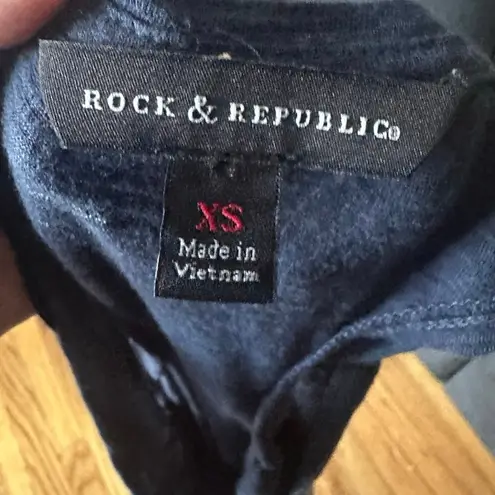 ROCK & REPUBLIC®
XS
Made in
Vietnam